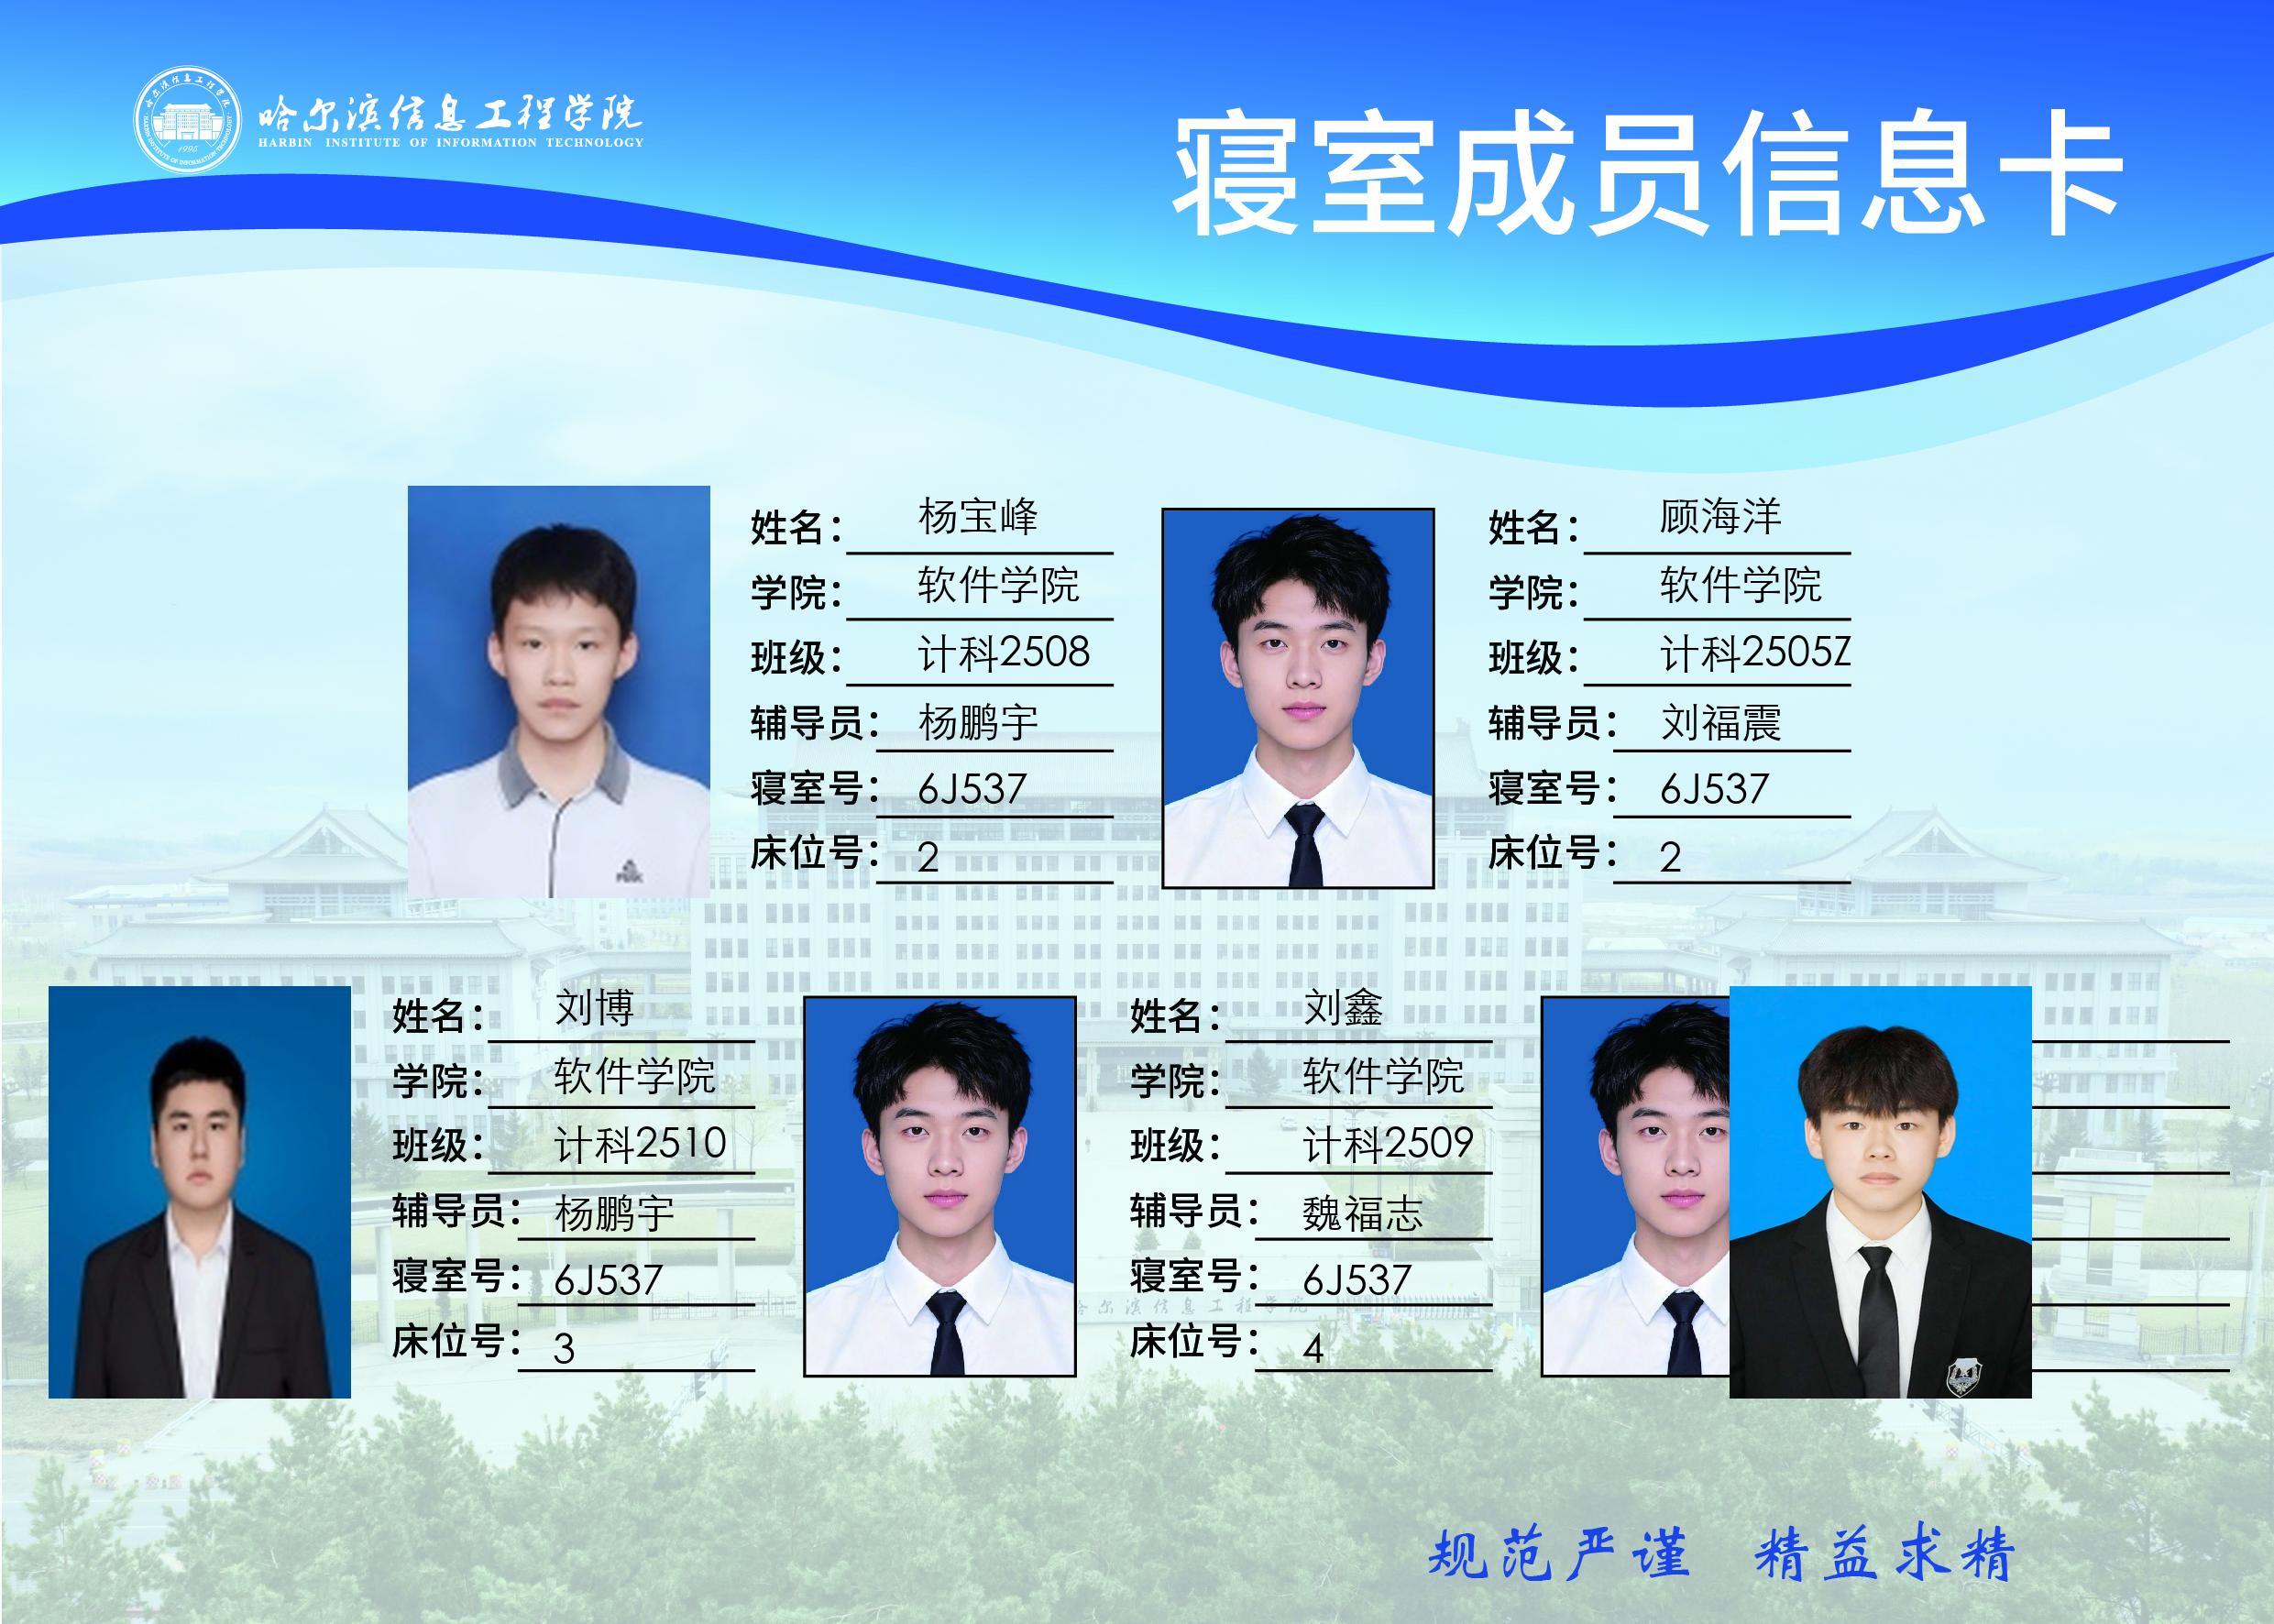 哈尔滨信息工程学院
HARBIN INSTITUTE OF INFORMATION TECHNOLOGY
1995
寝室成员信息卡
姓名： 杨宝峰
学院： 软件学院
班级： 计科2508
辅导员： 杨鹏宇
寝室号： 6J537
床位号： 2
姓名： 顾海洋
学院： 软件学院
班级： 计科2505Z
辅导员： 刘福震
寝室号： 6J537
床位号： 2
姓名： 刘博
学院： 软件学院
班级： 计科2510
辅导员： 杨鹏宇
寝室号： 6J537
床位号： 3
姓名： 刘鑫
学院： 软件学院
班级： 计科2509
辅导员： 魏福志
寝室号： 6J537
床位号： 4
哈尔滨信息工程学院
规范严谨 精益求精